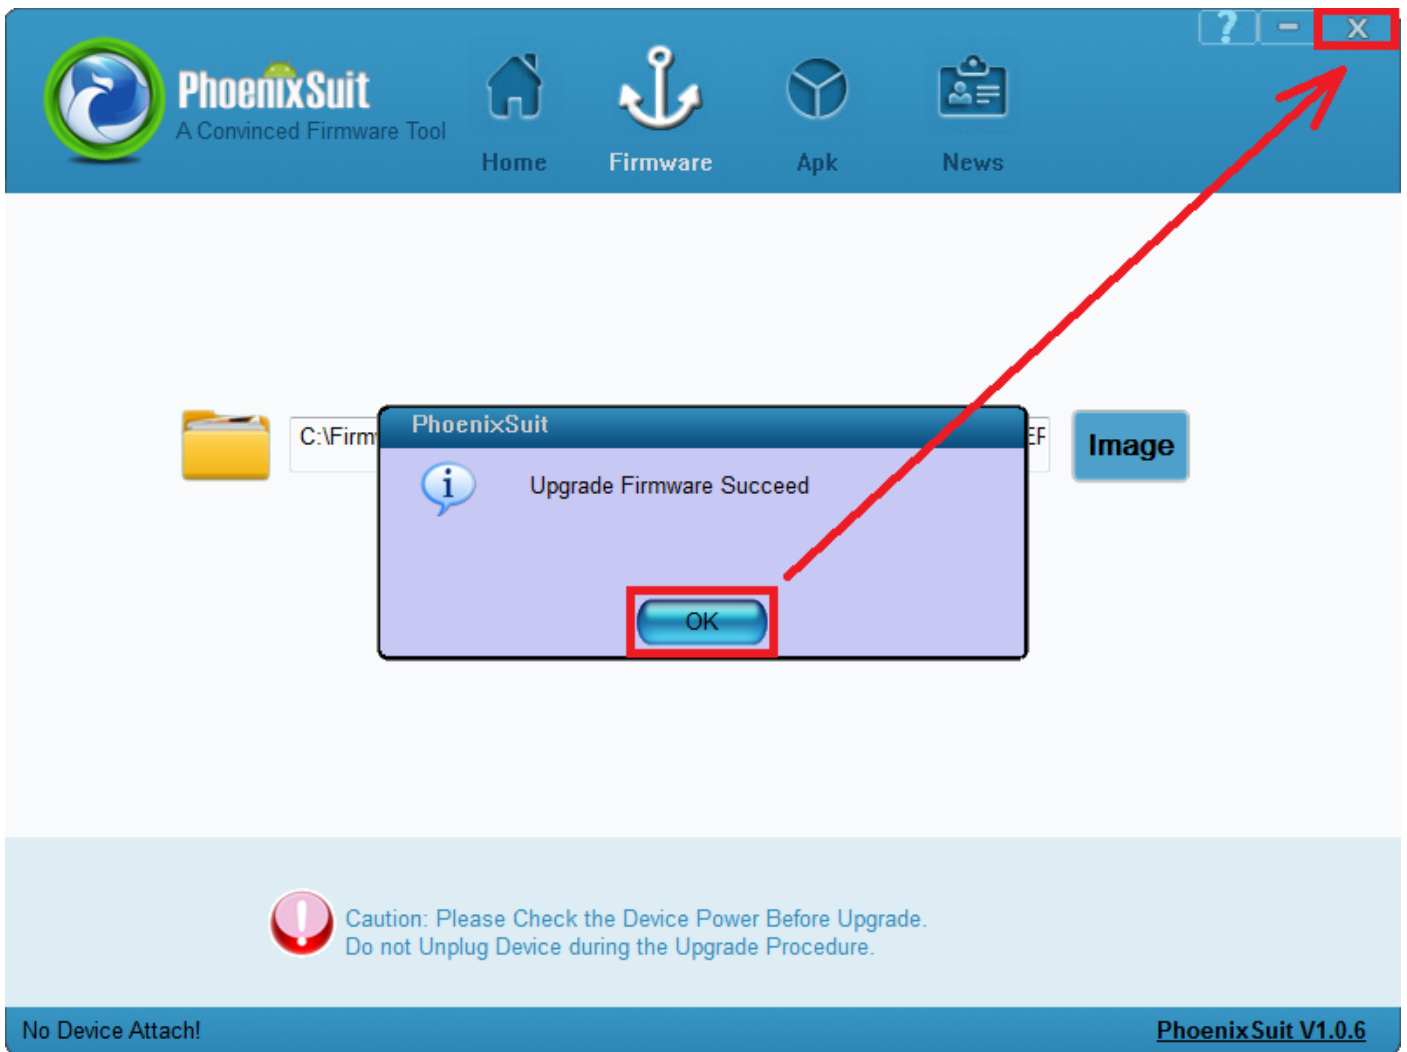 ? – X
PhoenixSuit
A Convinced Firmware Tool
Home Firmware Apk News
PhoenixSuit
C:\Firm
Image
Upgrade Firmware Succeed
OK
Caution: Please Check the Device Power Before Upgrade.
Do not Unplug Device during the Upgrade Procedure.
No Device Attach!
PhoenixSuit V1.0.6